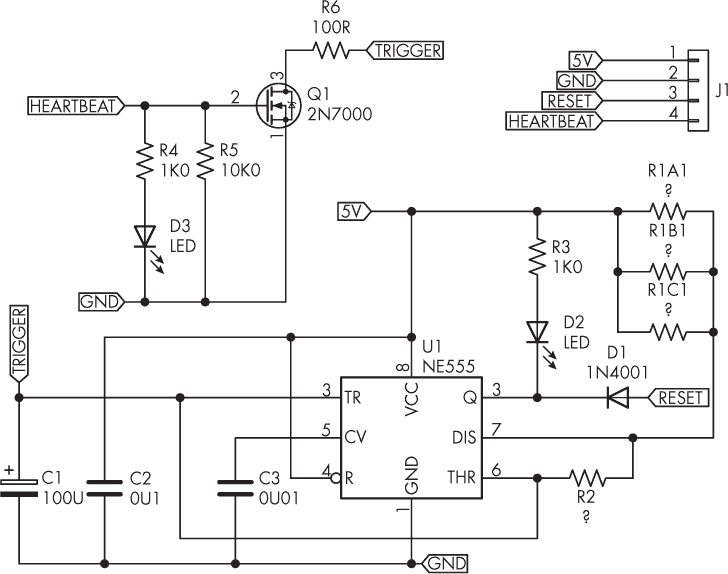 R6
100R
TRIGGER
3
Q1
2N7000
HEARTBEAT
2
1
R4
1K0
R5
10K0
D3
LED
GND
5V
1
GND
2
RESET
3
HEARTBEAT
4
J1
5V
R1A1
?
R1B1
?
R1C1
?
R3
1K0
D2
LED
D1
1N4001
RESET
TRIGGER
U1
NE555
8
VCC
3
TR
Q
3
5
CV
DIS
7
4
R
THR
6
GND
1
R2
?
+
C1
100U
C2
0U1
C3
0U01
GND